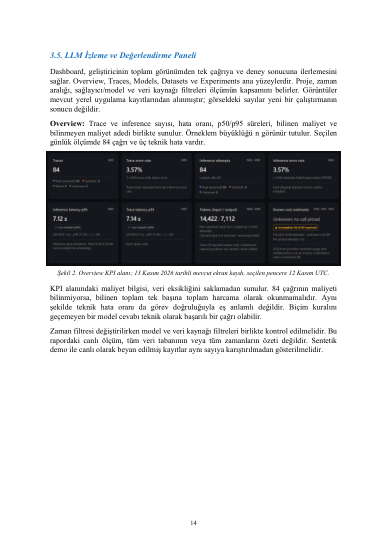 3.5. LLM İzleme ve Değerlendirme Paneli
Dashboard, geliştiricinin toplam görünümden tek çağrıya ve deney sonucuna ilerlemesini
sağlar. Overview, Traces, Models, Datasets ve Experiments ana yüzeylerdir. Proje, zaman
aralığı, sağlayıcı/model ve veri kaynağı filtreleri ölçümün kapsamını belirler. Görüntüler
mevcut yerel uygulama kayıtlarından alınmıştır; görseldeki sayılar yeni bir çalıştırmanın
sonucu değildir.
Overview: Trace ve inference sayısı, hata oranı, p50/p95 süreleri, bilinen maliyet ve
bilinmeyen maliyet adedi birlikte sunulur. Örneklem büyüklüğü n görünür tutulur. Seçilen
günlük ölçümde 84 çağrı ve üç teknik hata vardır.
Traces
84
Trace error rate
3.57%
Inference attempts
84
Inference error rate
3.57%
Inference latency p95
7.12 s
Trace latency p95
7.14 s
Tokens (input / output)
14,422 · 7,112
Known cost (estimate)
Unknown
Şekil 2. Overview KPI alanı; 13 Kasım 2026 tarihli mevcut ekran kaydı, seçilen pencere 12 Kasım UTC.
KPI alanındaki maliyet bilgisi, veri eksikliğini saklamadan sunulur. 84 çağrının maliyeti
bilinmiyorsa, bilinen toplam tek başına toplam harcama olarak okunmamalıdır. Aynı
şekilde teknik hata oranı da görev doğruluğuyla eş anlamlı değildir. Biçim kuralını
geçemeyen bir model cevabı teknik olarak başarılı bir çağrı olabilir.
Zaman filtresi değiştirilirken model ve veri kaynağı filtreleri birlikte kontrol edilmelidir. Bu
rapordaki canlı ölçüm, tüm veri tabanının veya tüm zamanların özeti değildir. Sentetik
demo ile canlı olarak beyan edilmiş kayıtlar aynı sayıya karıştırılmadan gösterilmelidir.
14